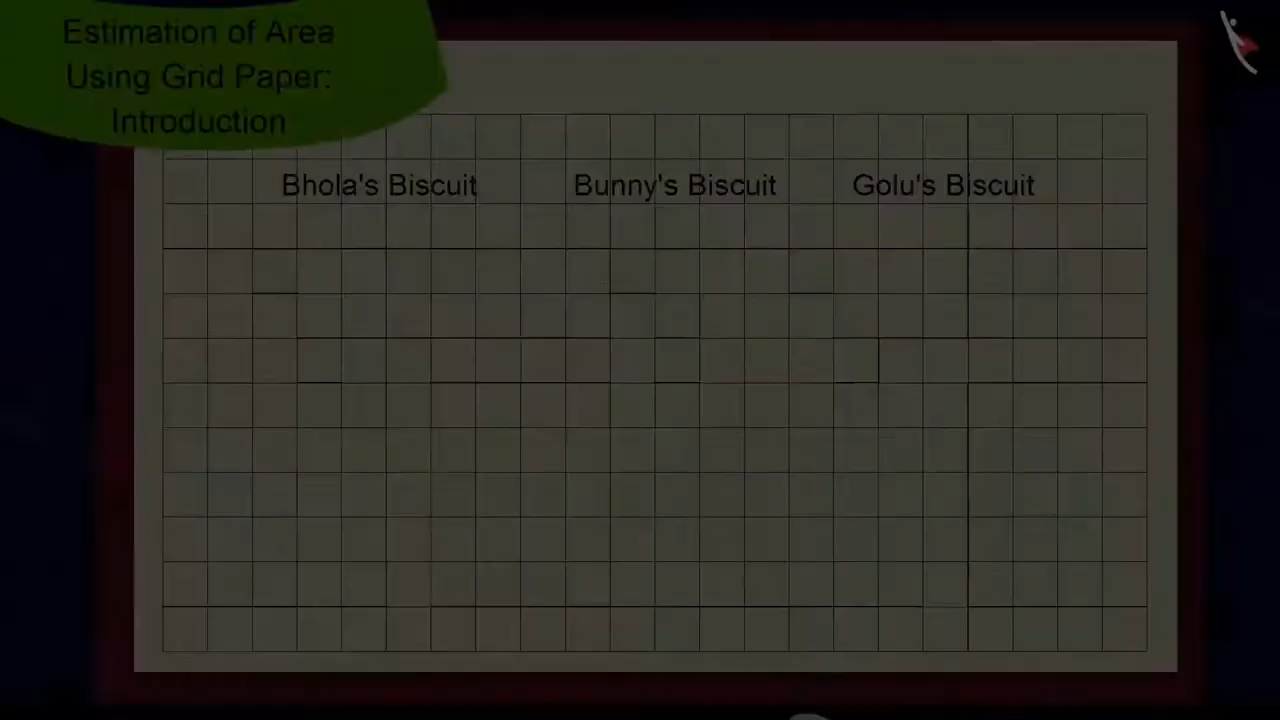 Estimation of Area
Using Grid Paper:
Introduction
Bhola's Biscuit Bunny's Biscuit Golu's Biscuit